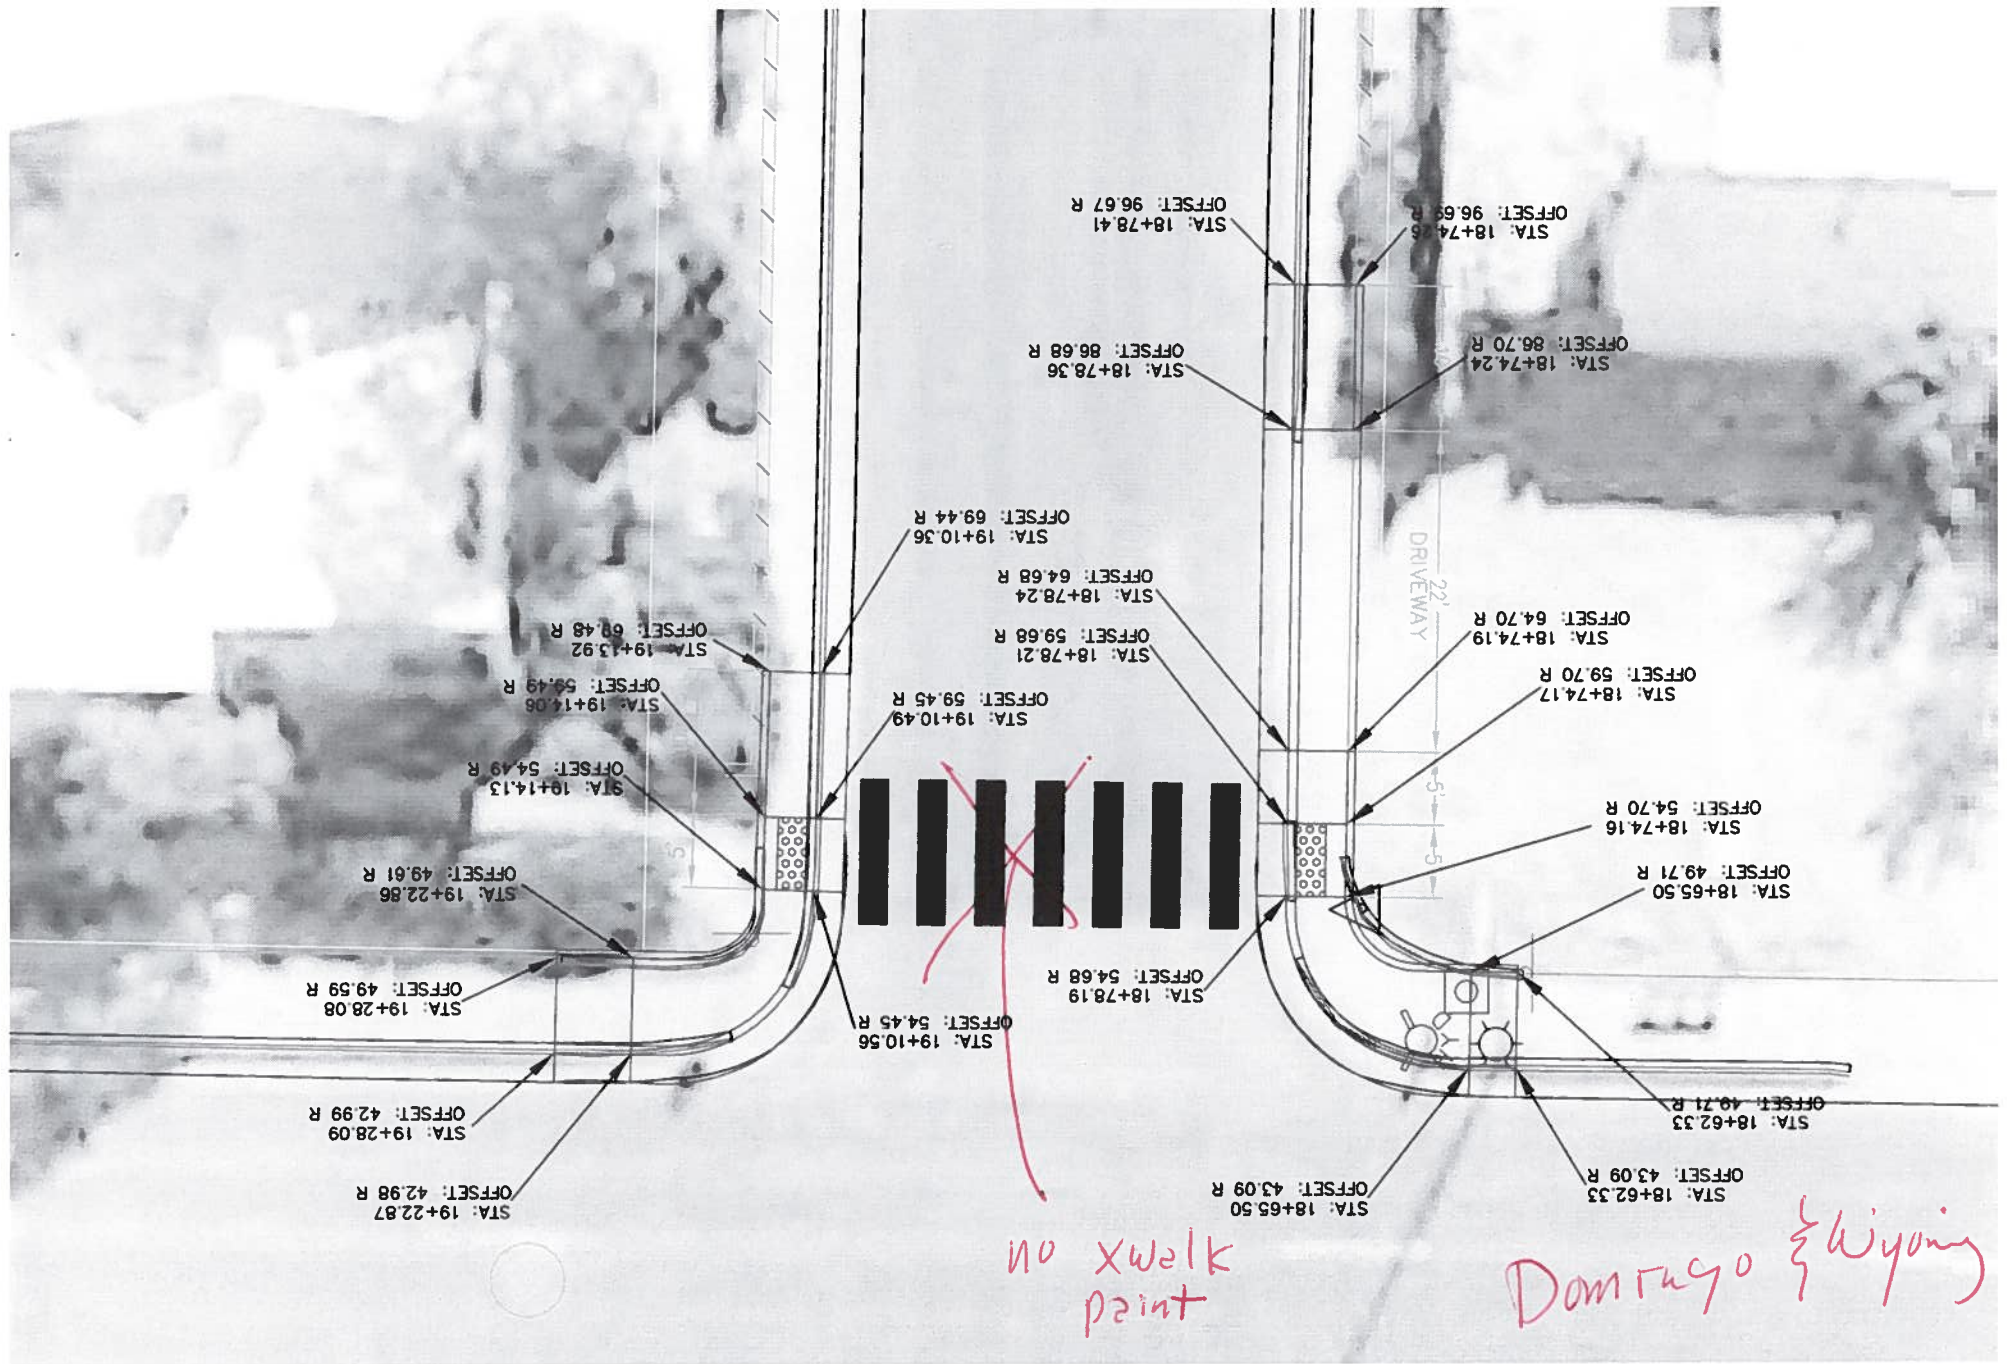 STA: 18+78.41
OFFSET: 96.67 R
STA: 18+74.26
OFFSET: 96.69 R
STA: 18+78.36
OFFSET: 86.68 R
STA: 18+74.24
OFFSET: 86.70 R
STA: 19+10.36
OFFSET: 69.44 R
STA: 18+78.24
OFFSET: 64.68 R
22'
DRIVEWAY
STA: 19+13.92
OFFSET: 69.48 R
STA: 18+78.21
OFFSET: 59.68 R
STA: 18+74.19
OFFSET: 64.70 R
STA: 19+14.06
OFFSET: 59.49 R
STA: 19+10.49
OFFSET: 59.45 R
STA: 18+74.17
OFFSET: 59.70 R
STA: 19+14.13
OFFSET: 54.49 R
5'
STA: 18+74.16
OFFSET: 54.70 R
5'
5'
STA: 19+22.86
OFFSET: 49.61 R
STA: 18+65.50
OFFSET: 49.71 R
STA: 19+28.08
OFFSET: 49.59 R
STA: 19+10.56
OFFSET: 54.45 R
STA: 18+78.19
OFFSET: 54.68 R
STA: 19+28.09
OFFSET: 42.99 R
STA: 18+62.33
OFFSET: 49.71 R
STA: 19+22.87
OFFSET: 42.98 R
STA: 18+65.50
OFFSET: 43.09 R
STA: 18+62.33
OFFSET: 43.09 R
no xwalk
paint
Domingo & Wyoming